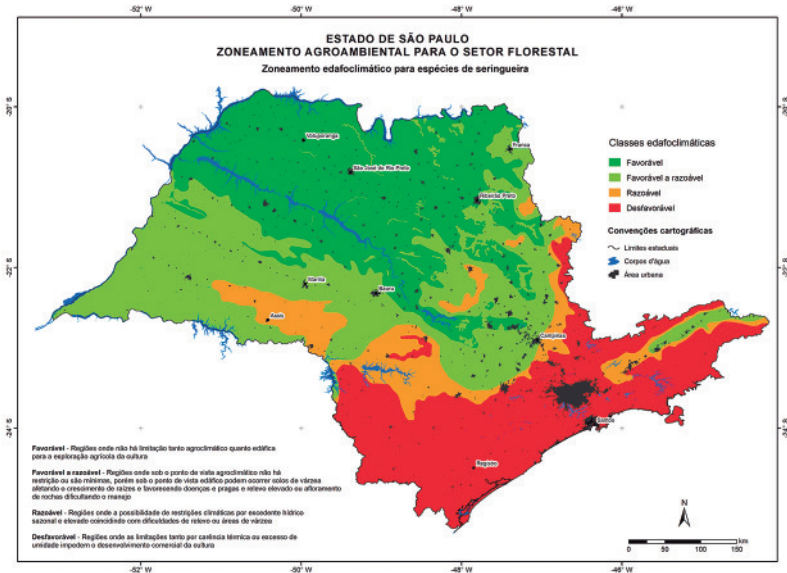 -52° W
-50° W
-48° W
-46° W
ESTADO DE SÃO PAULO
ZONEAMENTO AGROAMBIENTAL PARA O SETOR FLORESTAL
Zoneamento edafoclimático para espécies de seringueira
-20° S
-20° S
Votuporanga
Franca
São José do Rio Preto
Ribeirão Preto
Classes edafoclimáticas
Favorável
Favorável a razoável
Razoável
Desfavorável
Convenções cartográficas
Limites estaduais
Corpos d'água
Área urbana
-22° S
-22° S
Marília
Bauru
Assis
Campinas
-24° S
-24° S
Santos
Registro
Favorável - Regiões onde não há limitação tanto agroclimático quanto edáfica
para a exploração agrícola da cultura
Favorável a razoável - Regiões onde sob o ponto de vista agroclimático não há
restrição ou são mínimas, porém sob o ponto de vista edáfico podem ocorrer solos de várzea
afetando o crescimento de raízes e favorecendo doenças e pragas e relevo elevado ou afloramento
de rochas dificultando o manejo
Razoável - Regiões onde a possibilidade de restrições climáticas por excedente hídrico
sazonal e elevado coincidindo com dificuldades de relevo ou áreas de várzea
Desfavorável - Regiões onde as limitações tanto por carência térmica ou excesso de
umidade impedem o desenvolvimento comercial da cultura
N
km
0 25 50 100 150
-52° W
-50° W
-48° W
-46° W